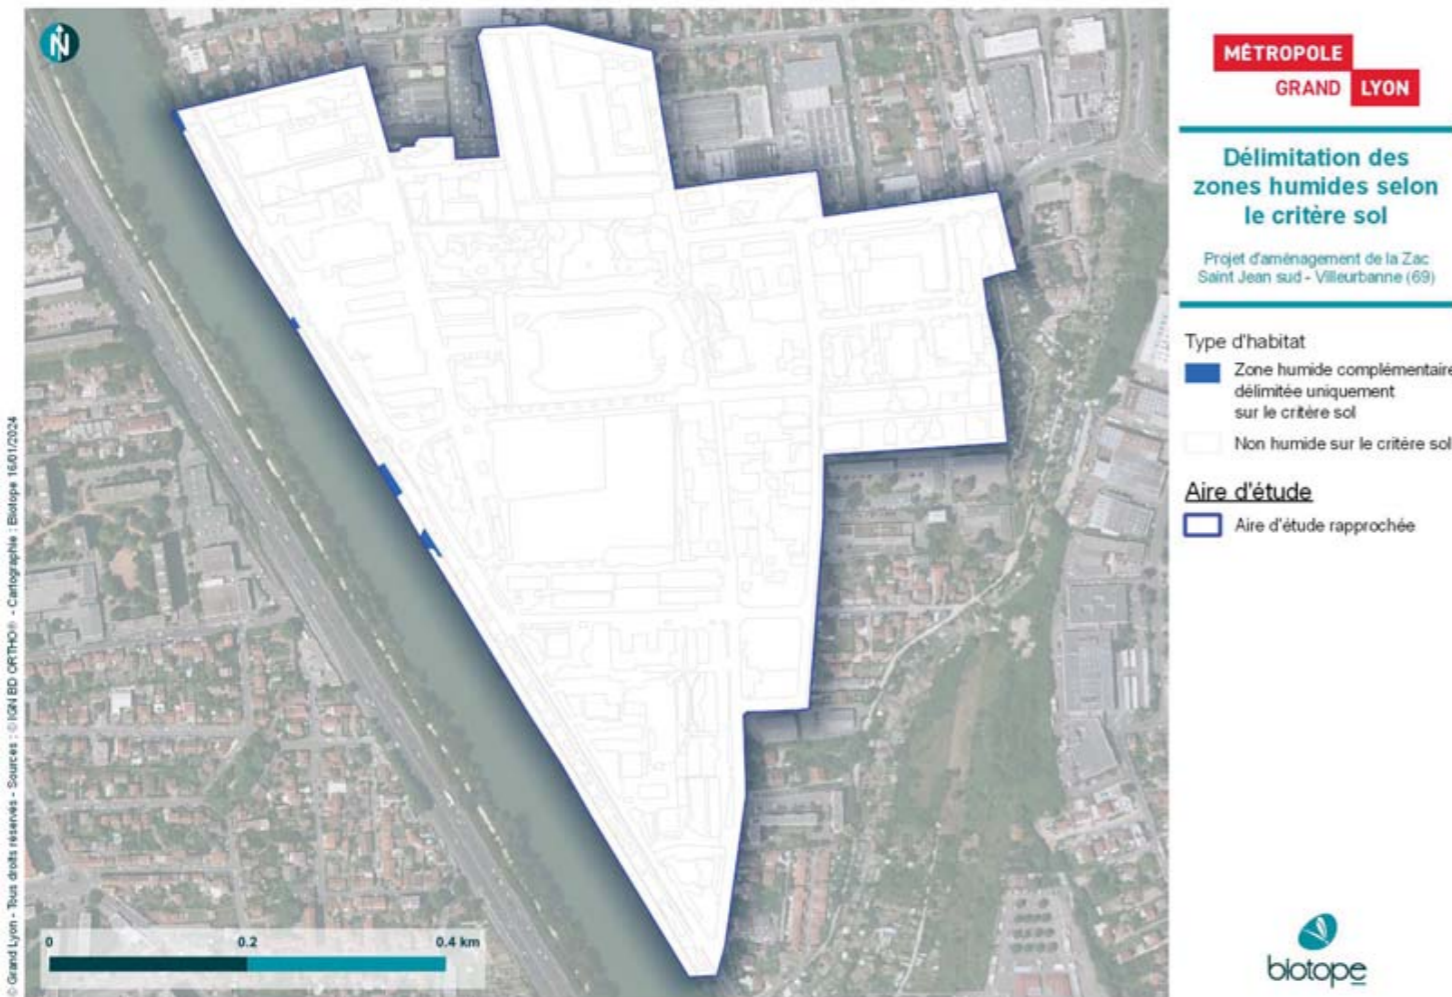 N
MÉTROPOLE
GRAND LYON
Délimitation des
zones humides selon
le critère sol
Projet d'aménagement de la Zac
Saint Jean sud - Villeurbanne (69)
Type d'habitat
Zone humide complémentaire
délimitée uniquement
sur le critère sol
Non humide sur le critère sol
Aire d'étude
Aire d'étude rapprochée
biotope
0 0.2 0.4 km
© Grand Lyon - Tous droits réservés - Sources : © IGN BD ORTHO® - Cartographie : Biotope 16/01/2024